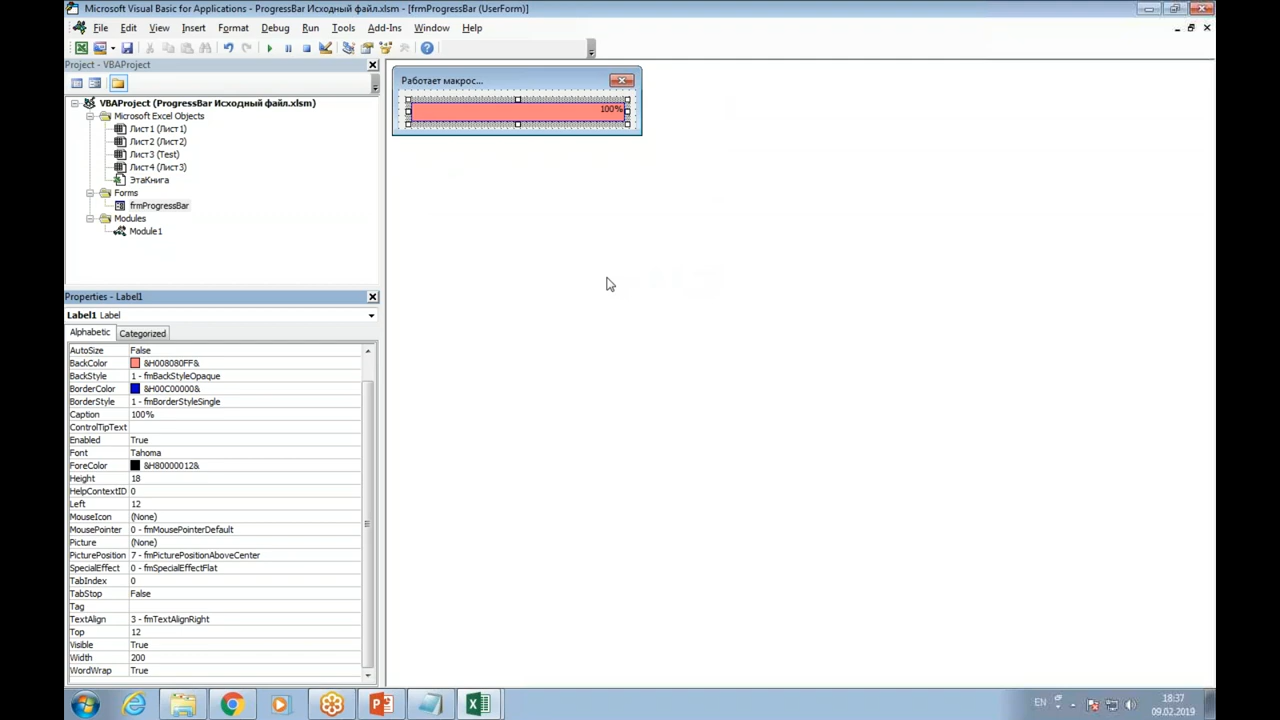 Microsoft Visual Basic for Applications - ProgressBar Исходный файл.xlsm - [frmProgressBar (UserForm)]
File Edit View Insert Format Debug Run Tools Add-Ins Window Help
Project - VBAProject
VBAProject (ProgressBar Исходный файл.xlsm)
Microsoft Excel Objects
Лист1 (Лист1)
Лист2 (Лист2)
Лист3 (Test)
Лист4 (Лист3)
ЭтаКнига
Forms
frmProgressBar
Modules
Module1
Работает макрос...
100%
Properties - Label1
Label1 Label
Alphabetic Categorized
AutoSize False
BackColor &H008080FF&
BackStyle 1 - fmBackStyleOpaque
BorderColor &H00C00000&
BorderStyle 1 - fmBorderStyleSingle
Caption 100%
ControlTipText
Enabled True
Font Tahoma
ForeColor &H80000012&
Height 18
HelpContextID 0
Left 12
MouseIcon (None)
MousePointer 0 - fmMousePointerDefault
Picture (None)
PicturePosition 7 - fmPicturePositionAboveCenter
SpecialEffect 0 - fmSpecialEffectFlat
TabIndex 0
TabStop False
Tag
TextAlign 3 - fmTextAlignRight
Top 12
Visible True
Width 200
WordWrap True
EN
18:37
09.02.2019